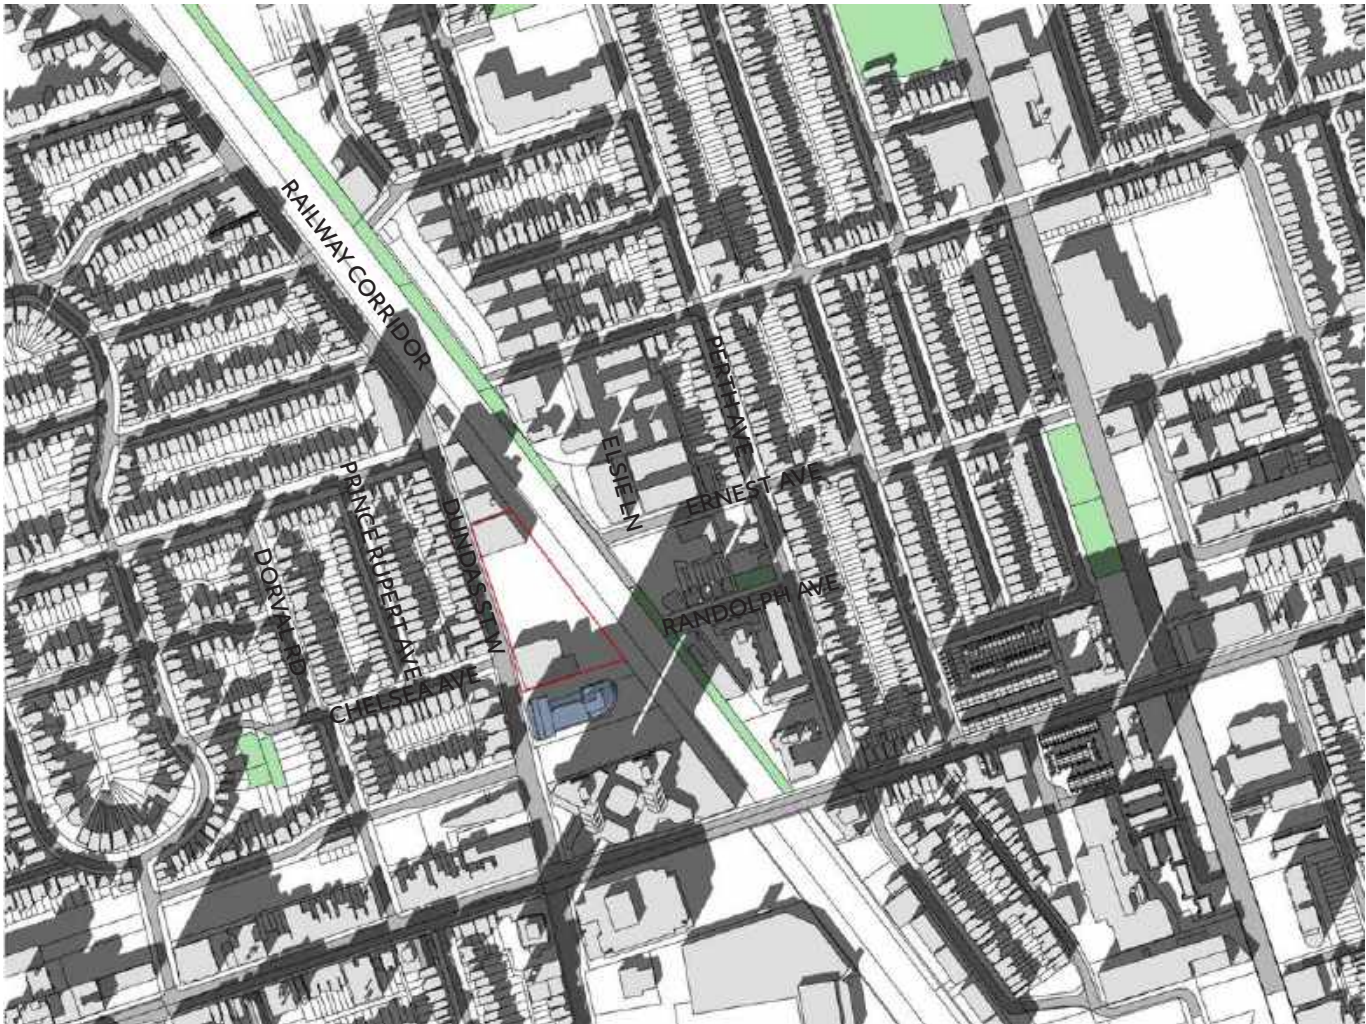 RAILWAY CORRIDOR
PERTH AVE
ELSIE LN
ERNEST AVE
PRINCE RUPERT AVE
DUNDAS ST. W
DORVAL RD
RANDOLPH AVE
CHELSEA AVE